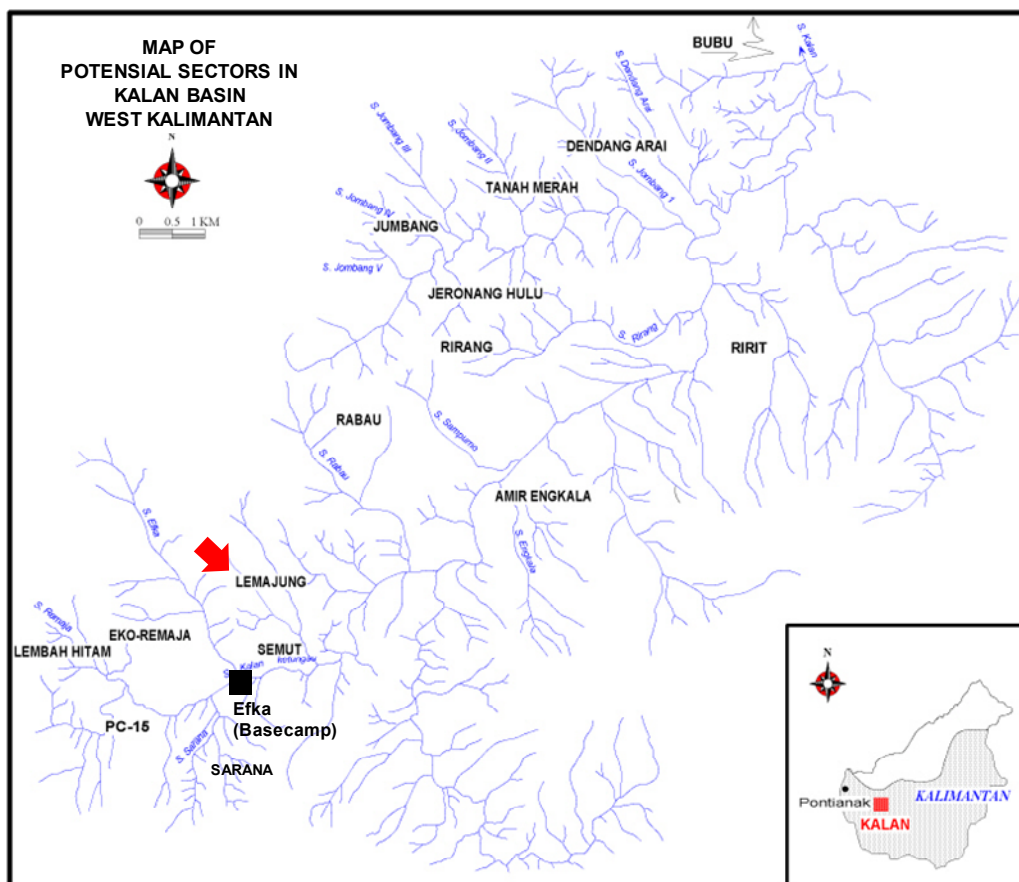 MAP OF
POTENSIAL SECTORS IN
KALAN BASIN
WEST KALIMANTAN
N
0 0.5 1 KM
BUBU
S. Kalan
S. Dendang Arai
DENDANG ARAI
S. Jombang III
S. Jombang II
TANAH MERAH
S. Jombang 1
S. Jombang IV
JUMBANG
S. Jombang V
JERONANG HULU
S. Rirang
RIRANG
RIRIT
RABAU
S. Sampurno
S. Rabau
AMIR ENGKALA
S. Engkala
S. Efka
LEMAJUNG
S. Remaja
EKO-REMAJA
LEMBAH HITAM
SEMUT
S. Kalan
Efka
(Basecamp)
PC-15
S. Sarana
SARANA
N
Pontianak
KALIMANTAN
KALAN